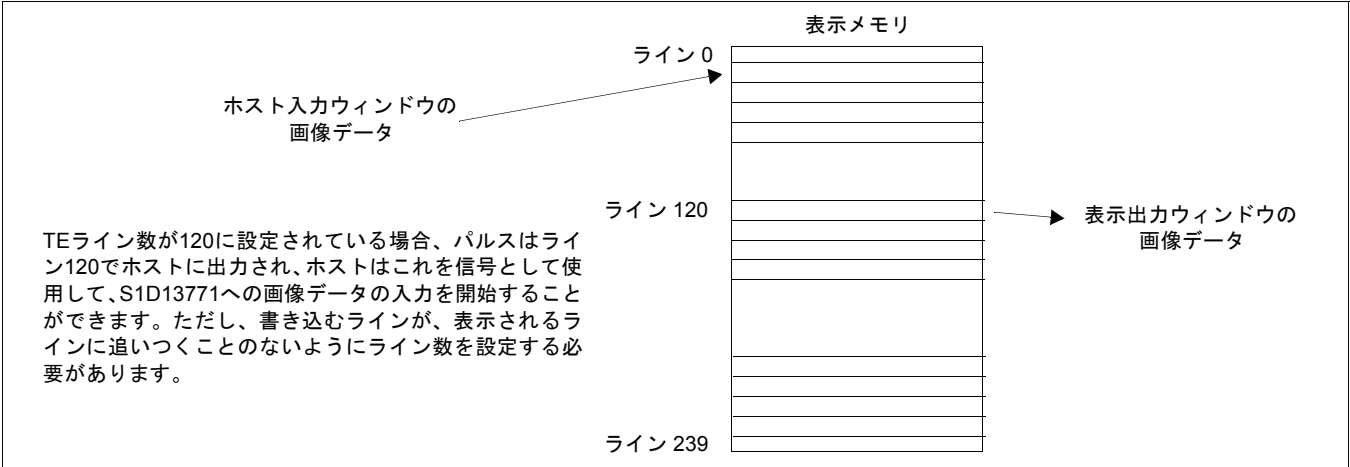 表示メモリ
ライン 0
ホスト入力ウィンドウの
画像データ
ライン 120
表示出力ウィンドウの
画像データ
TEライン数が120に設定されている場合、パルスはライ
ン120でホストに出力され、ホストはこれを信号として使
用して、S1D13771への画像データの入力を開始すること
ができます。ただし、書き込むラインが、表示されるラ
インに追いつくことのないようにライン数を設定する必
要があります。
ライン 239